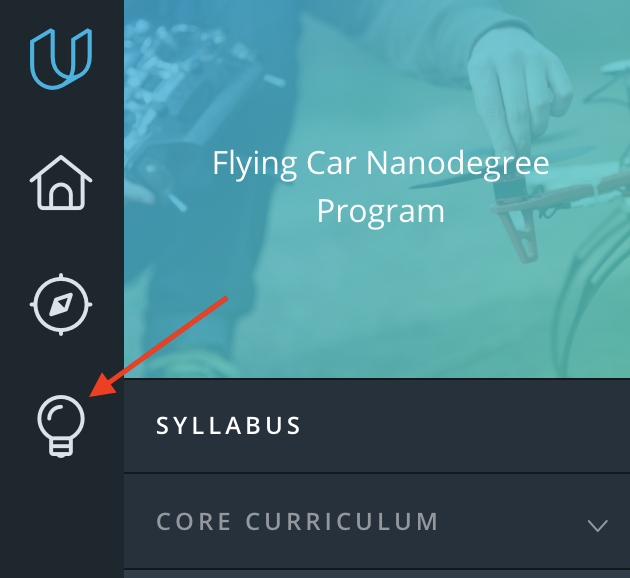 Flying Car Nanodegree
Program
SYLLABUS
CORE CURRICULUM